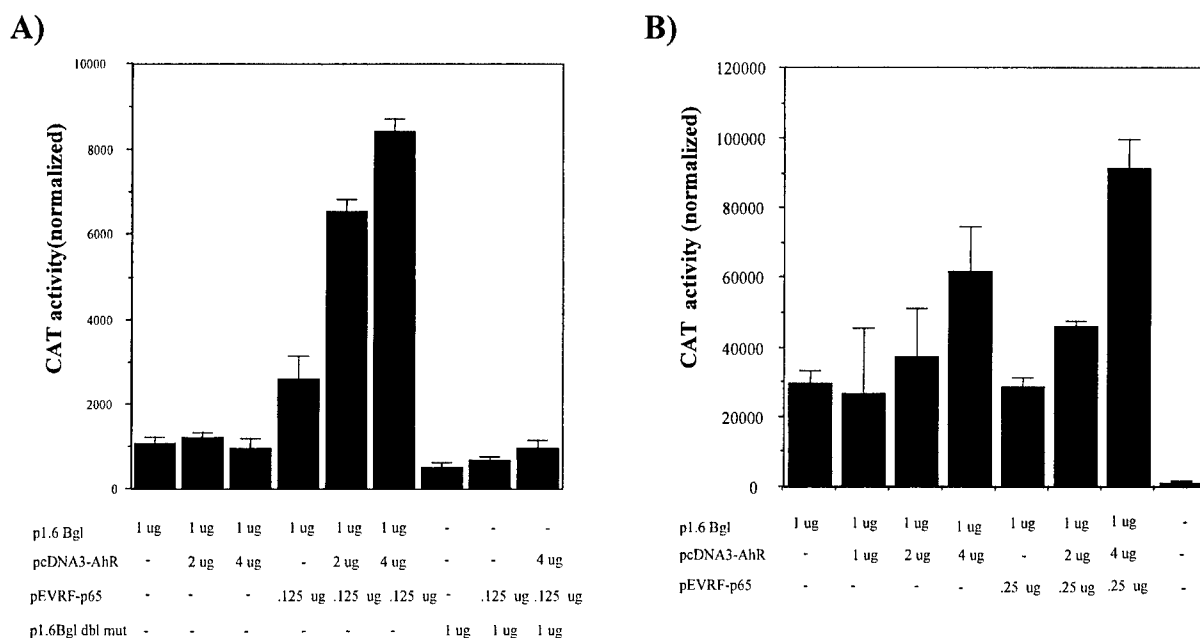 A)
CAT activity(normalized)
10000
8000
6000
4000
2000
0
p1.6 Bgl 1 ug 1 ug 1 ug 1 ug 1 ug 1 ug - - -
pcDNA3-AhR - 2 ug 4 ug - 2 ug 4 ug - - 4 ug
pEVRF-p65 - - - .125 ug .125 ug .125 ug - .125 ug .125 ug
p1.6Bgl dbl mut - - - - - - 1 ug 1 ug 1 ug
B)
CAT activity (normalized)
120000
100000
80000
60000
40000
20000
0
p1.6 Bgl 1 ug 1 ug 1 ug 1 ug 1 ug 1 ug 1 ug -
pcDNA3-AhR - 1 ug 2 ug 4 ug - 2 ug 4 ug -
pEVRF-p65 - - - - .25 ug .25 ug .25 ug -